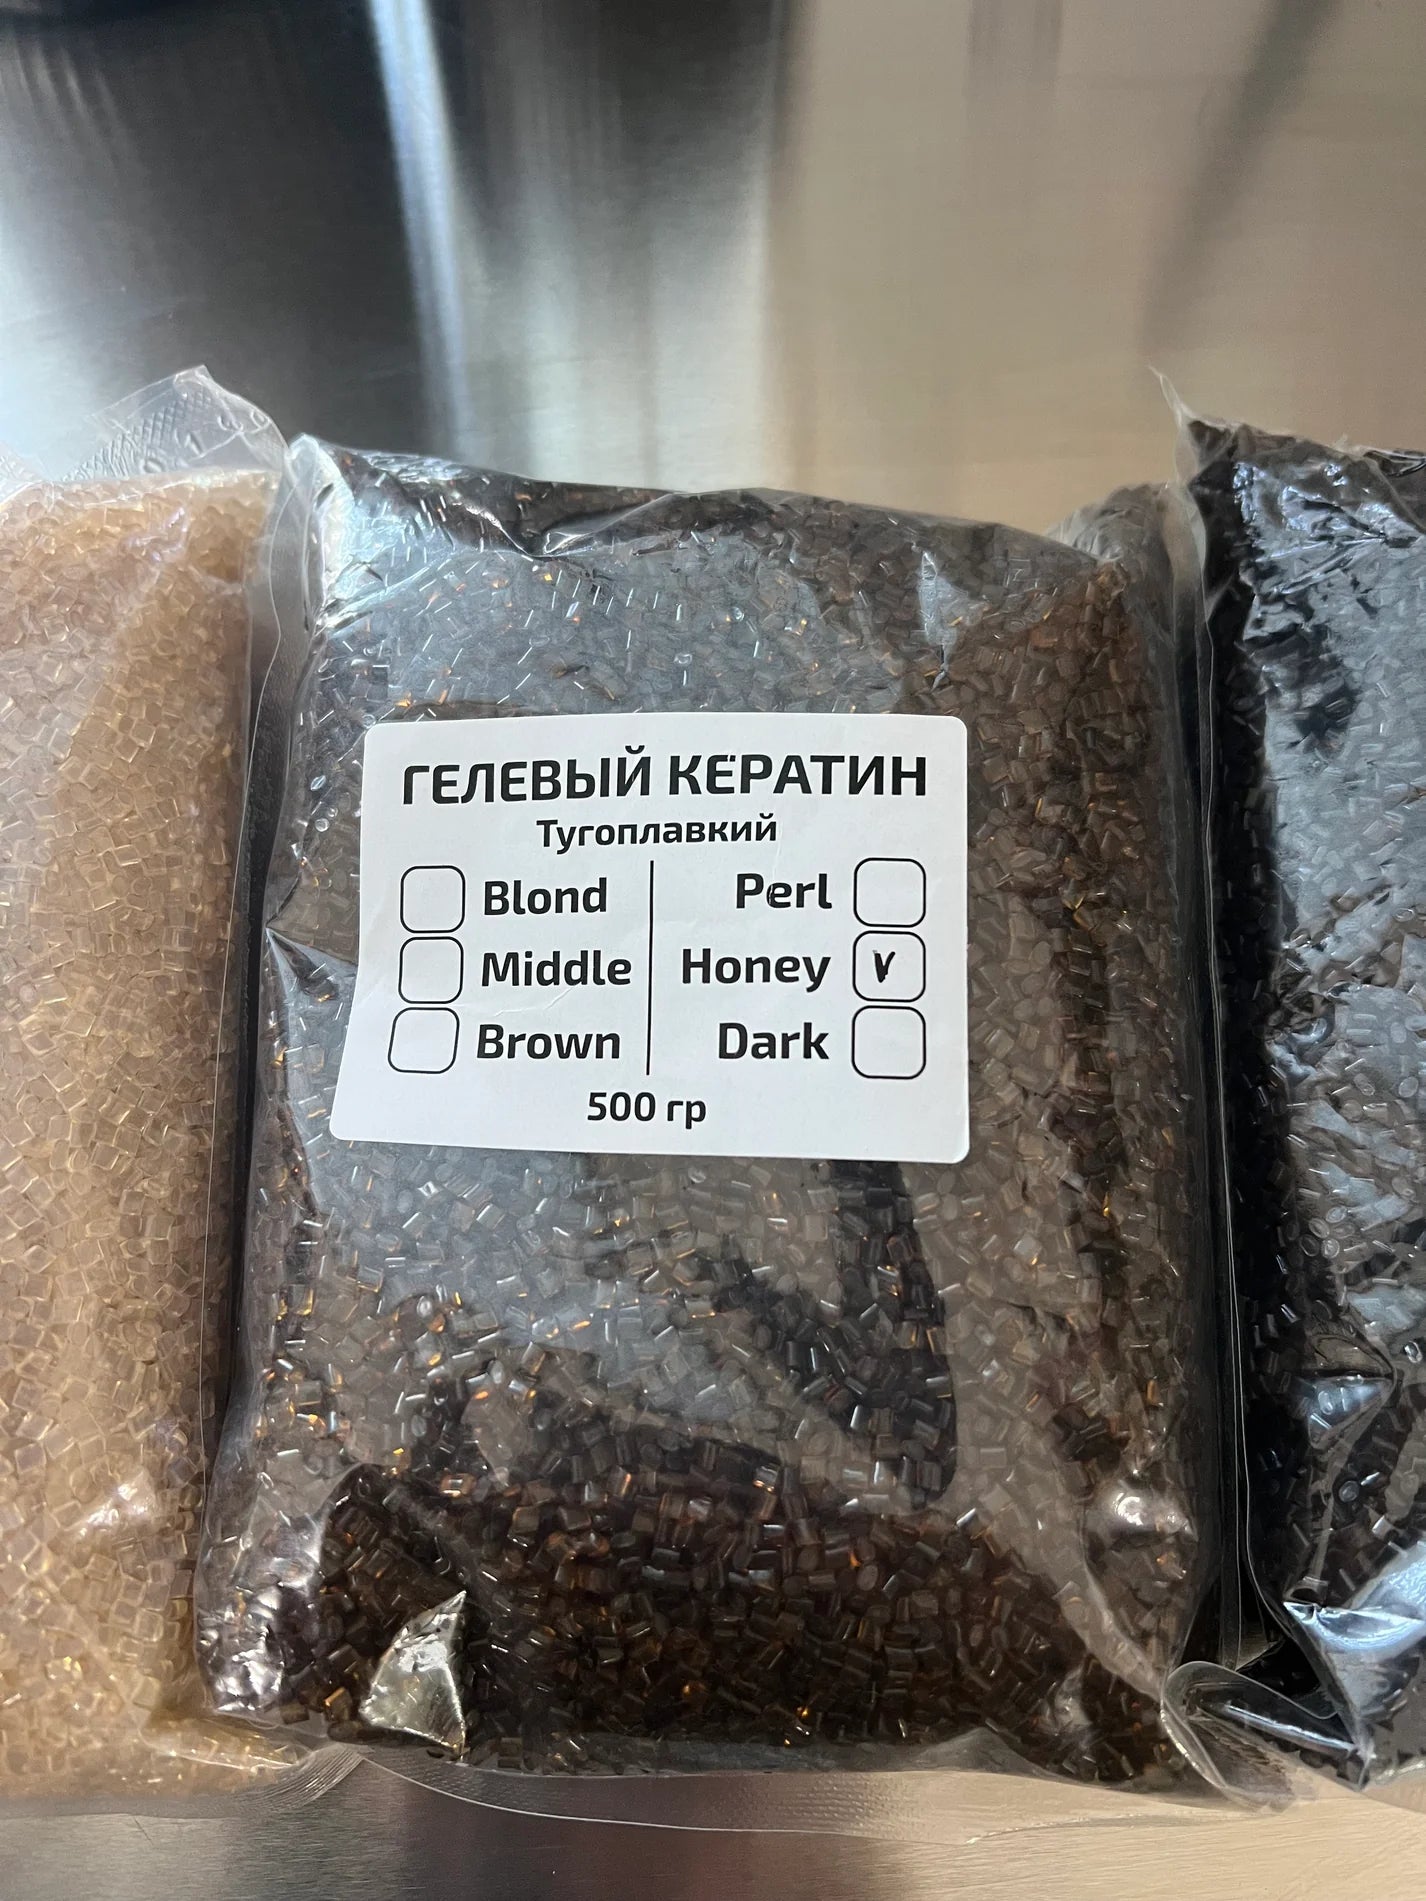 ГЕЛЕВЫЙ КЕРАТИН
Тугоплавкий
Blond
Perl
Middle
Honey V
Brown
Dark
500 гр